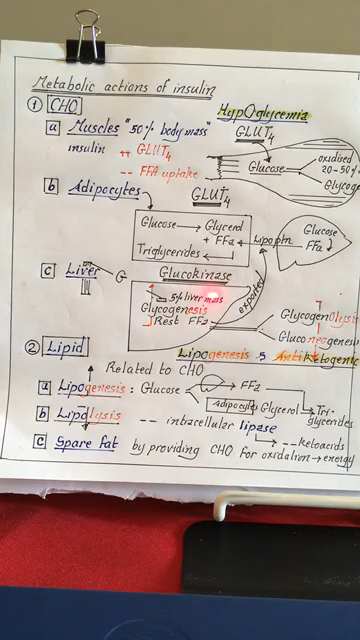 Metabolic actions of insulin
① CHO
HypOglycemia
a Muscles "50% body mass"
GLUT4
insulin ++ GLUT4
-- FFA uptake
Glucose
oxidised
20-50%
Glycoge
b Adipocytes
GLUT4
Glucose → Glycerol
+ FFa
Triglycerides
Lipoptn
Glucose
FFa
exported
c Liver G Glucokinase
5% liver mass
Glycogenesis
Rest FFa
GlycogenOlysis
Gluconeogenesis
Lipogenesis & AntiKetogenic
② Lipid
Related to CHO
a Lipogenesis: Glucose → FFa
Adipocyte Glycerol → Tri-
glycerides
b Lipolysis -- intracellular lipase
→ -- ketoacids
c Spare fat by providing CHO for oxidation → energy